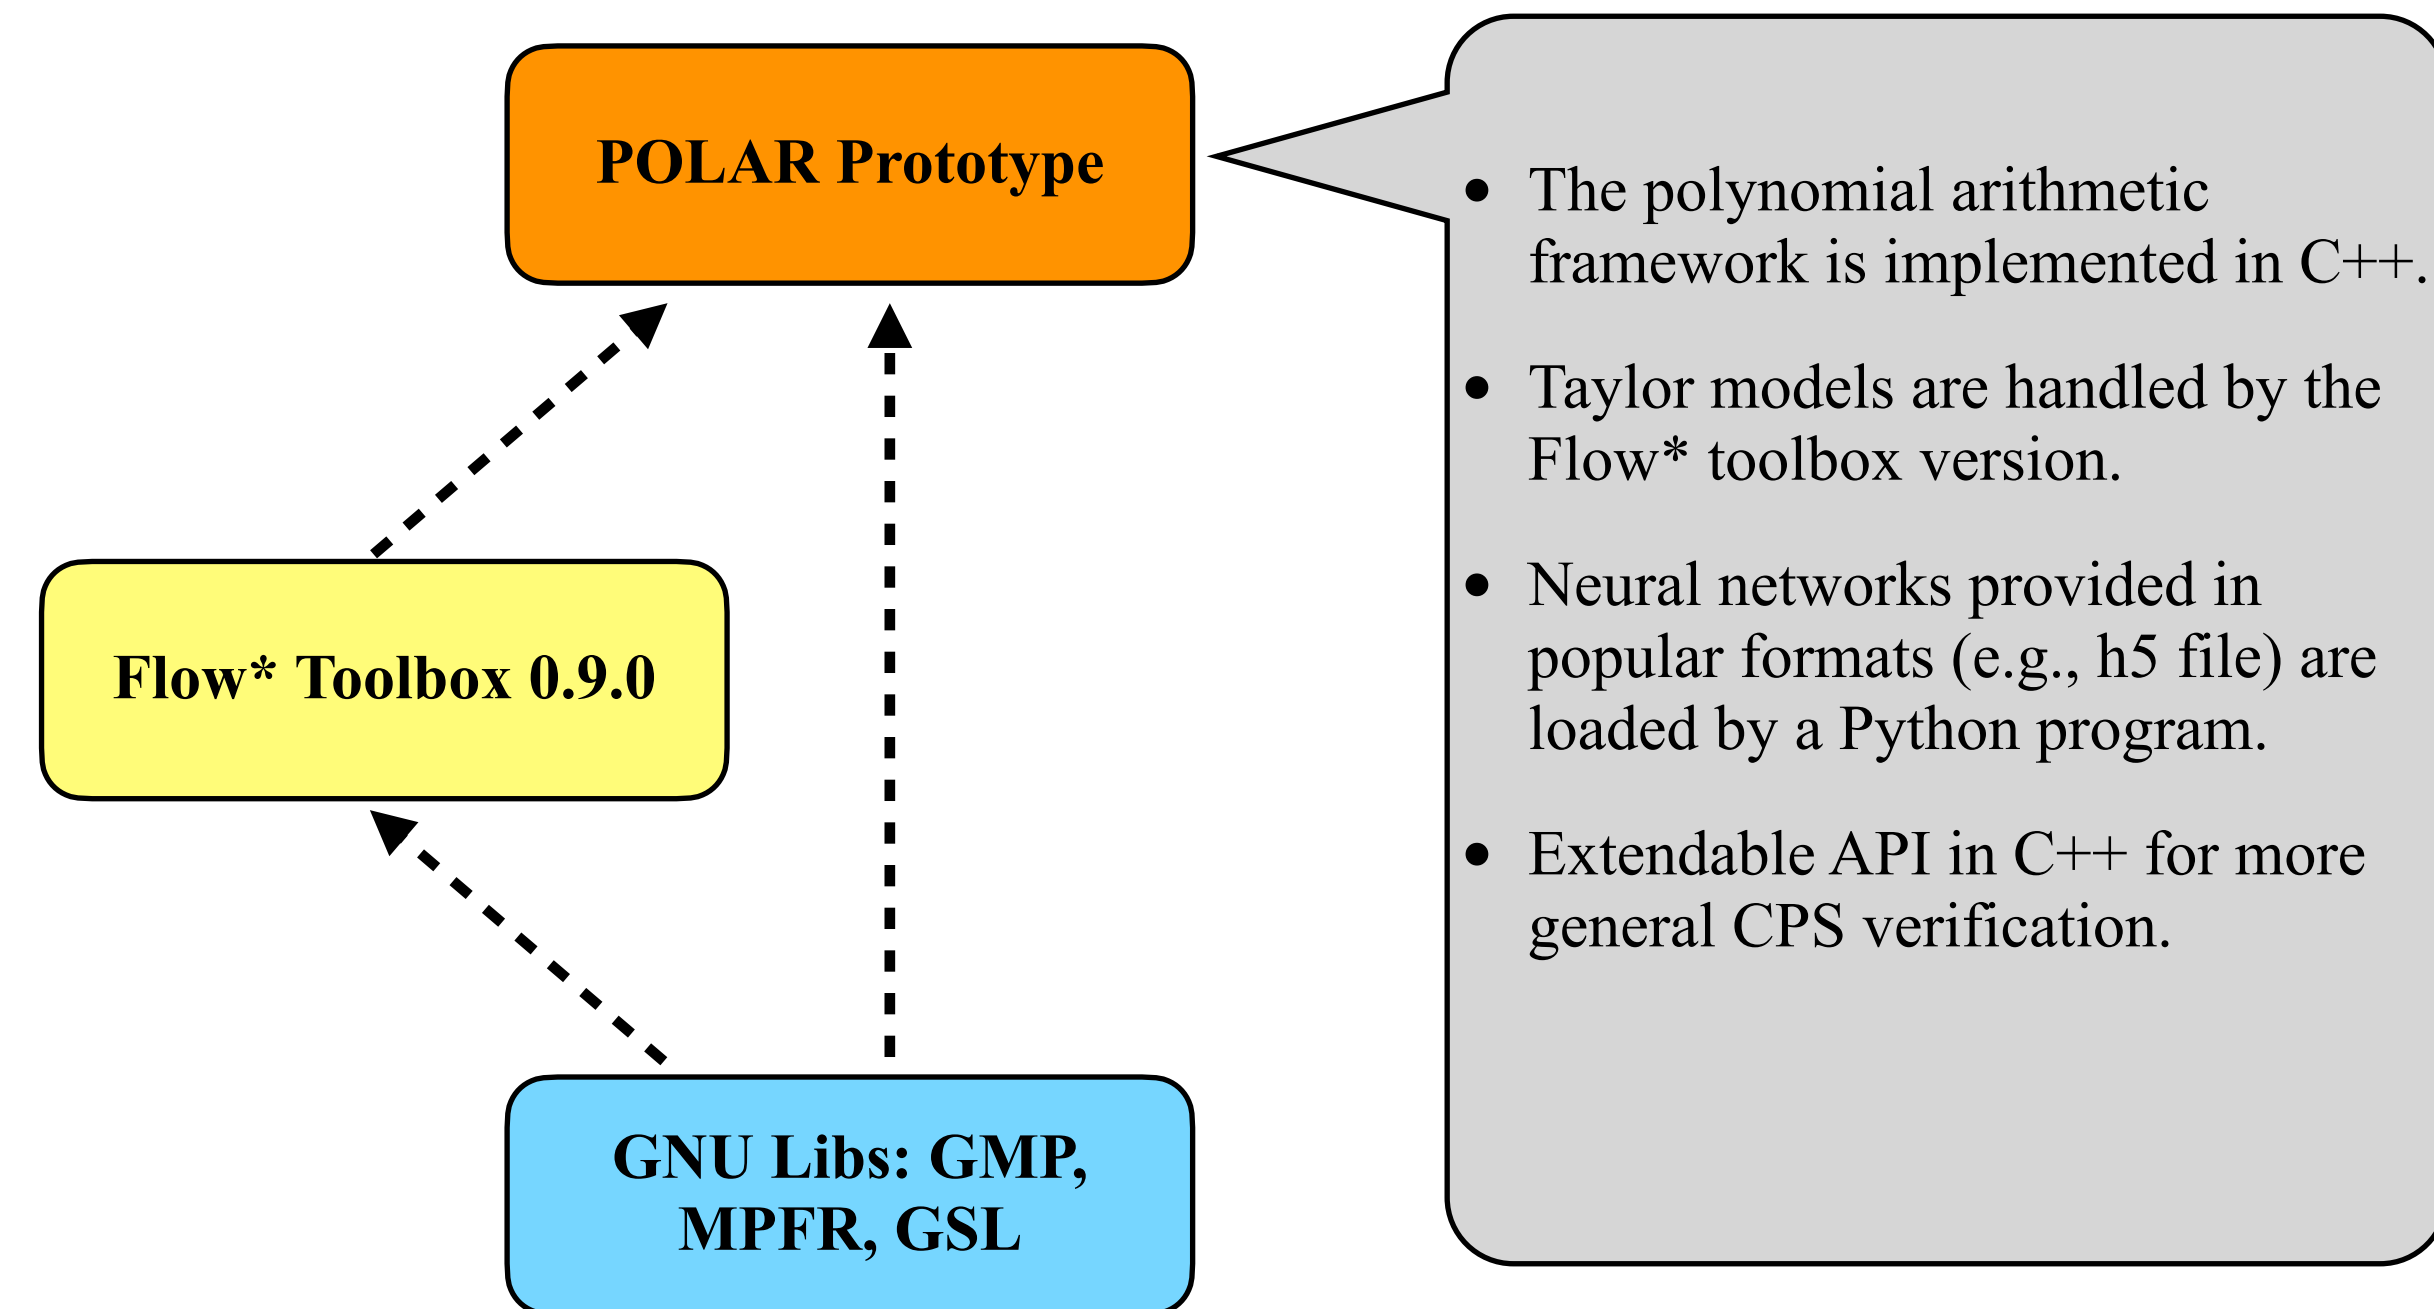 POLAR Prototype
Flow* Toolbox 0.9.0
GNU Libs: GMP,
MPFR, GSL
• The polynomial arithmetic
framework is implemented in C++.
• Taylor models are handled by the
Flow* toolbox version.
• Neural networks provided in
popular formats (e.g., h5 file) are
loaded by a Python program.
• Extendable API in C++ for more
general CPS verification.